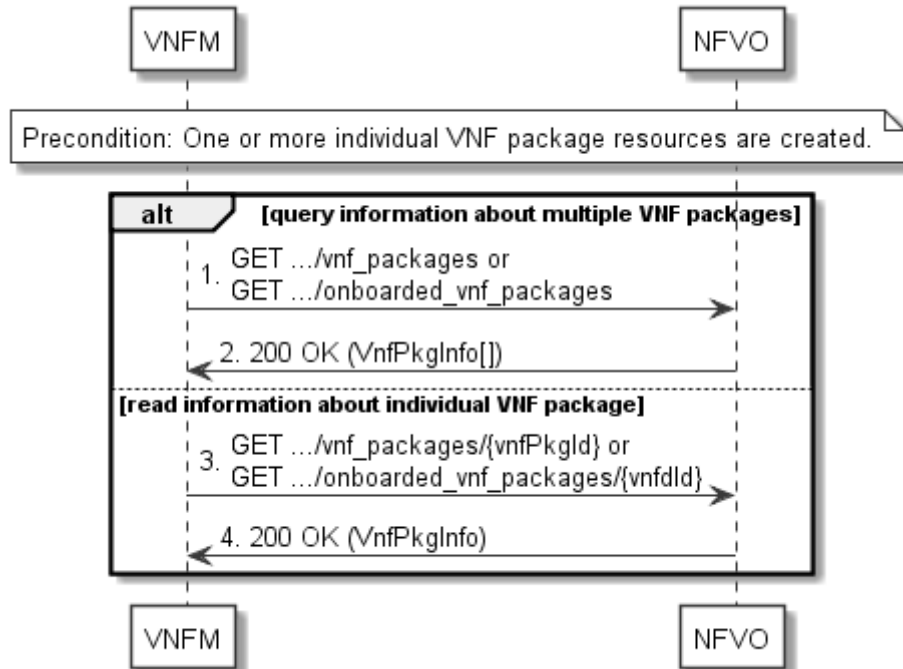 VNFM
NFVO
Precondition: One or more individual VNF package resources are created.
alt
[query information about multiple VNF packages]
1. GET .../vnf_packages or
GET .../onboarded_vnf_packages
2. 200 OK (VnfPkgInfo[])
[read information about individual VNF package]
3. GET .../vnf_packages/{vnfPkgId} or
GET .../onboarded_vnf_packages/{vnfdId}
4. 200 OK (VnfPkgInfo)
VNFM
NFVO